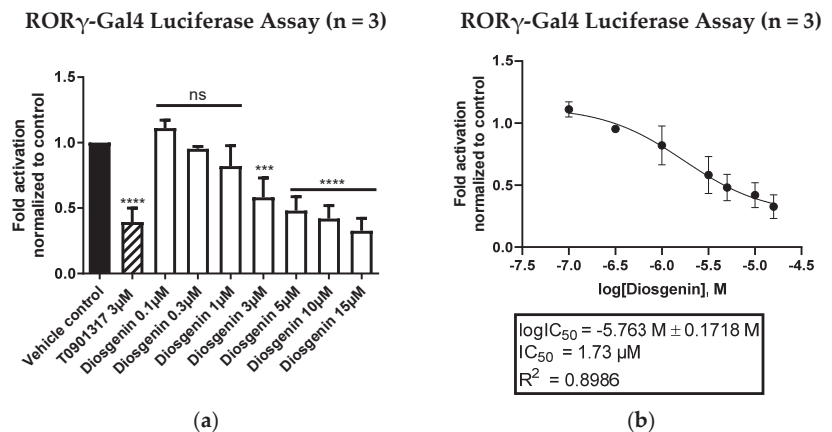 RORγ-Gal4 Luciferase Assay (n = 3)
Fold activation
normalized to control
1.5
1.0
0.5
0.0
ns
****
***
****
Vehicle control
T0901317 3μM
Diosgenin 0.1μM
Diosgenin 0.3μM
Diosgenin 1μM
Diosgenin 3μM
Diosgenin 5μM
Diosgenin 10μM
Diosgenin 15μM
(a)
RORγ-Gal4 Luciferase Assay (n = 3)
Fold activation
normalized to control
1.5
1.0
0.5
0.0
-7.5 -7.0 -6.5 -6.0 -5.5 -5.0 -4.5
log[Diosgenin], M
logIC50 = -5.763 M ± 0.1718 M
IC50 = 1.73 μM
R2 = 0.8986
(b)